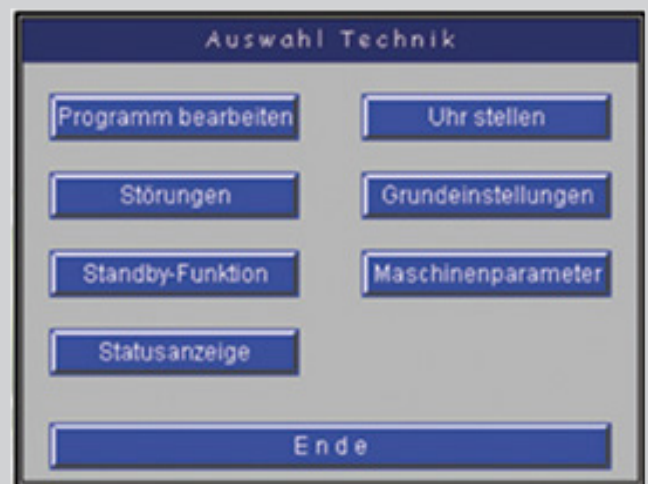 Auswahl Technik
Programm bearbeiten
Uhr stellen
Störungen
Grundeinstellungen
Standby-Funktion
Maschinenparameter
Statusanzeige
Ende